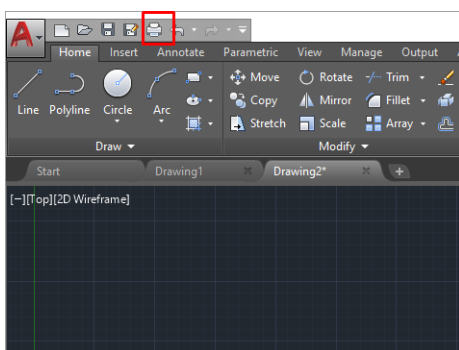 A
Home Insert Annotate Parametric View Manage Output
Line Polyline Circle Arc
Move Rotate Trim
Copy Mirror Fillet
Stretch Scale Array
Draw Modify
Start Drawing1 Drawing2*
[−][Top][2D Wireframe]